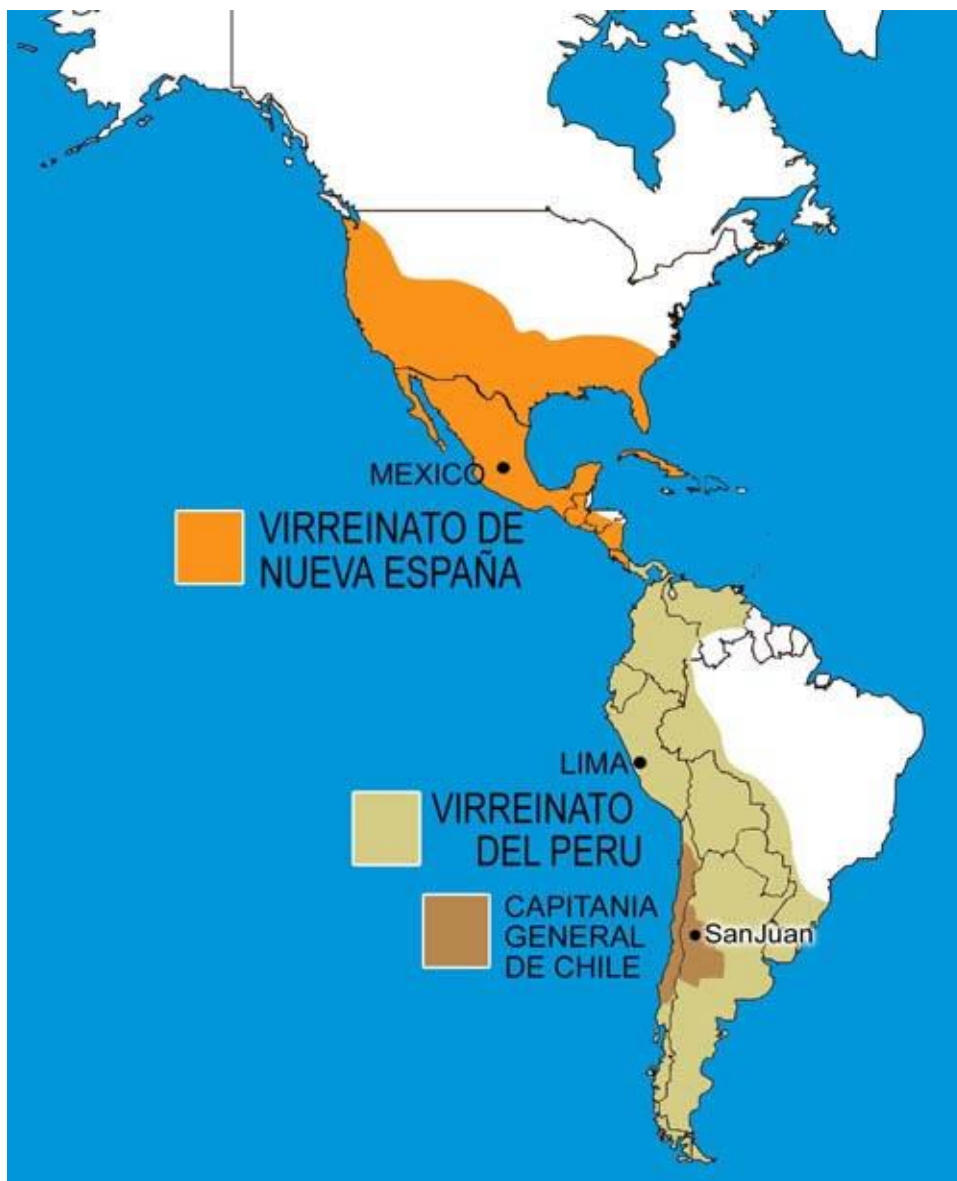 MEXICO
VIRREINATO DE
NUEVA ESPAÑA
LIMA
VIRREINATO
DEL PERU
CAPITANIA
GENERAL
DE CHILE
SanJuan